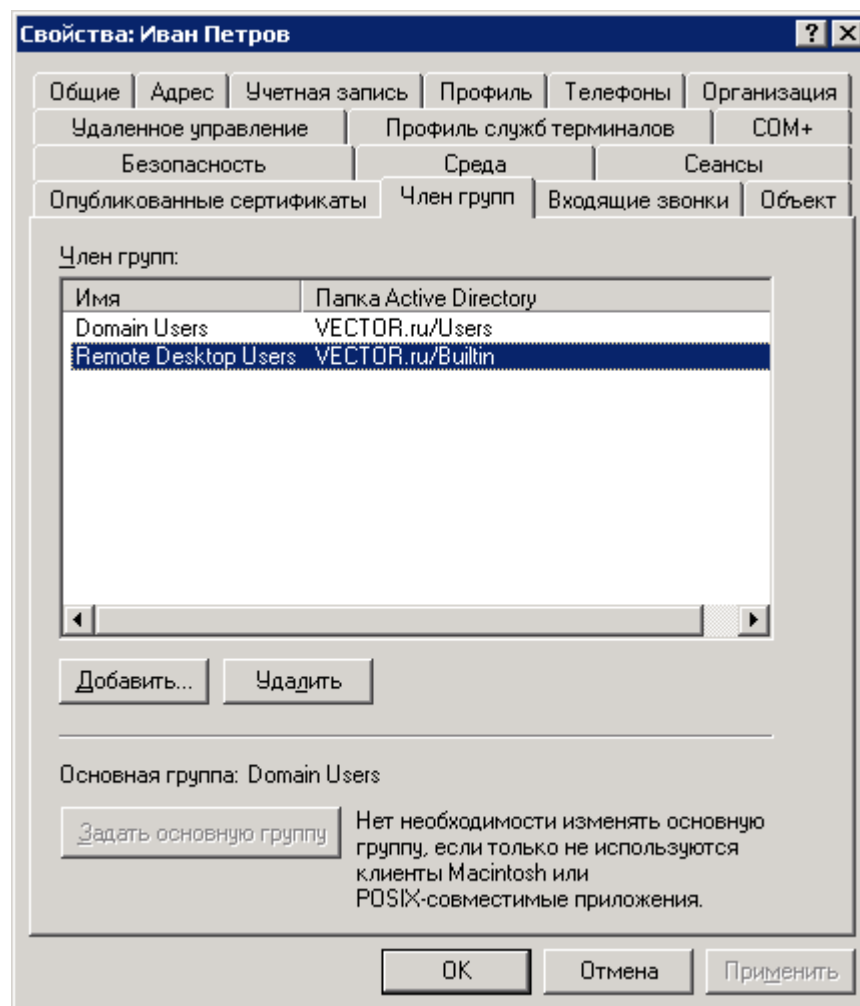 Свойства: Иван Петров
Общие Адрес Учетная запись Профиль Телефоны Организация
Удаленное управление Профиль служб терминалов COM+
Безопасность Среда Сеансы
Опубликованные сертификаты Член групп Входящие звонки Объект
Член групп:
Имя Папка Active Directory
Domain Users VECTOR.ru/Users
Remote Desktop Users VECTOR.ru/Builtin
Добавить... Удалить
Основная группа: Domain Users
Задать основную группу
Нет необходимости изменять основную
группу, если только не используются
клиенты Macintosh или
POSIX-совместимые приложения.
OK Отмена Применить